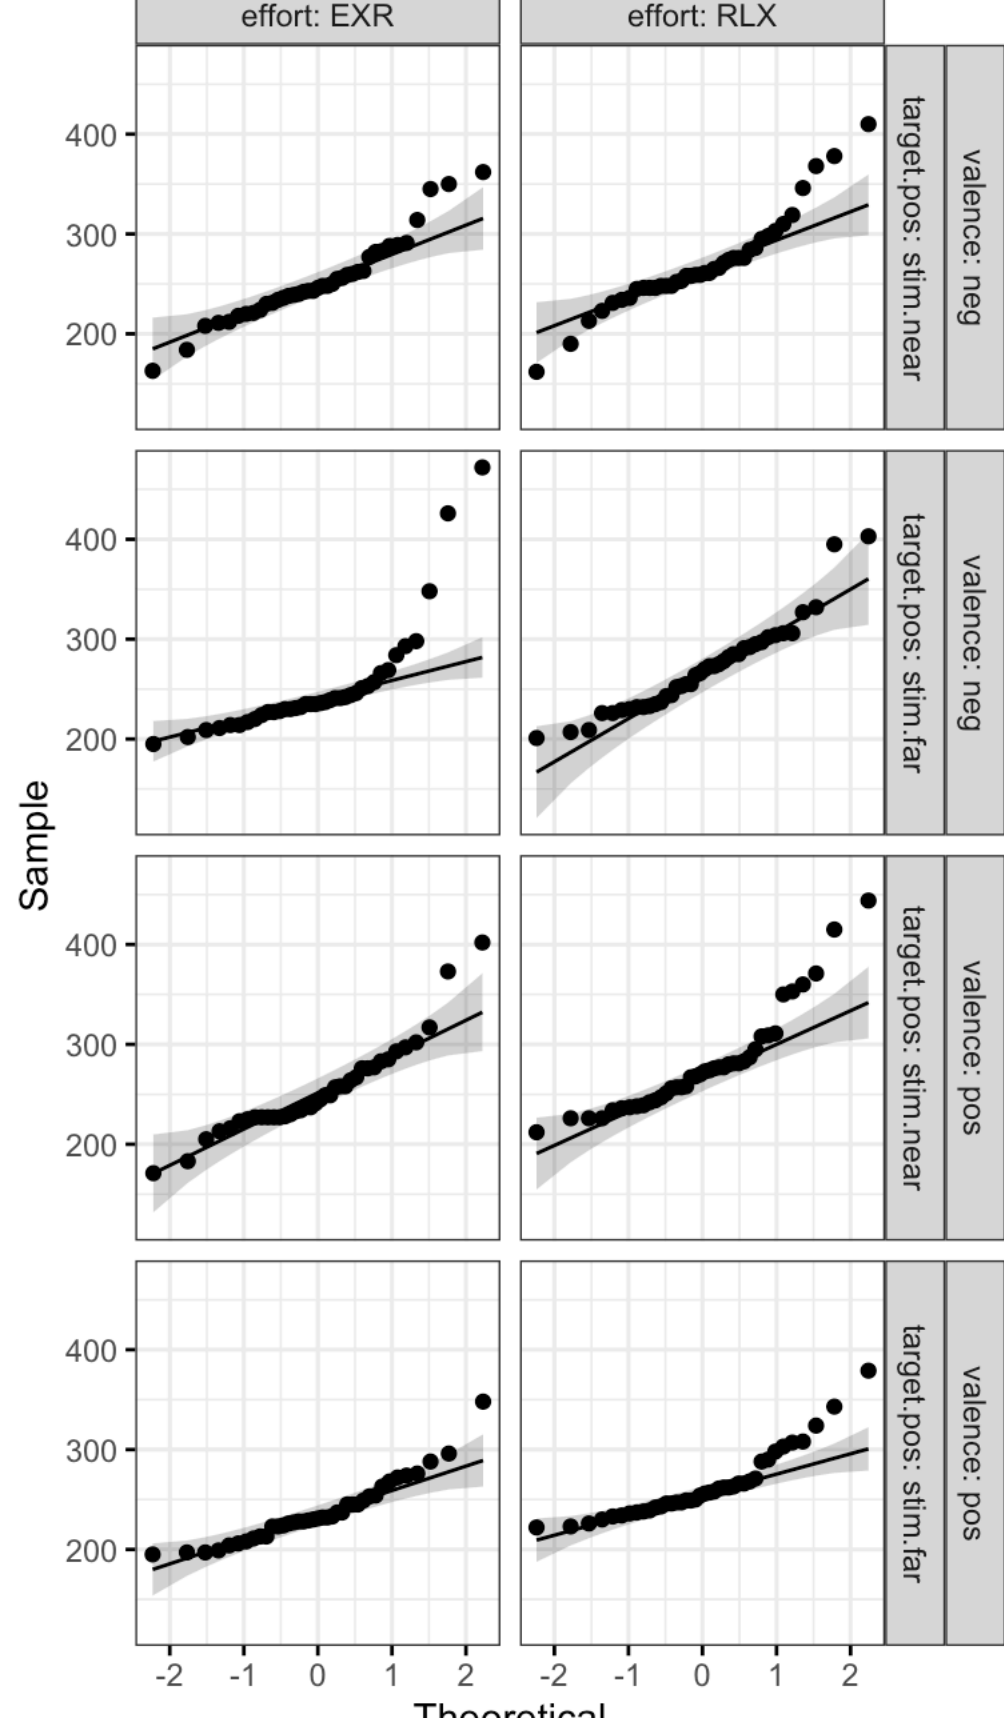 effort: EXR
effort: RLX
400
300
200
target.pos: stim.near
valence: neg
400
300
200
target.pos: stim.far
valence: neg
Sample
400
300
200
target.pos: stim.near
valence: pos
400
300
200
target.pos: stim.far
valence: pos
-2 -1 0 1 2
-2 -1 0 1 2
Theoretical